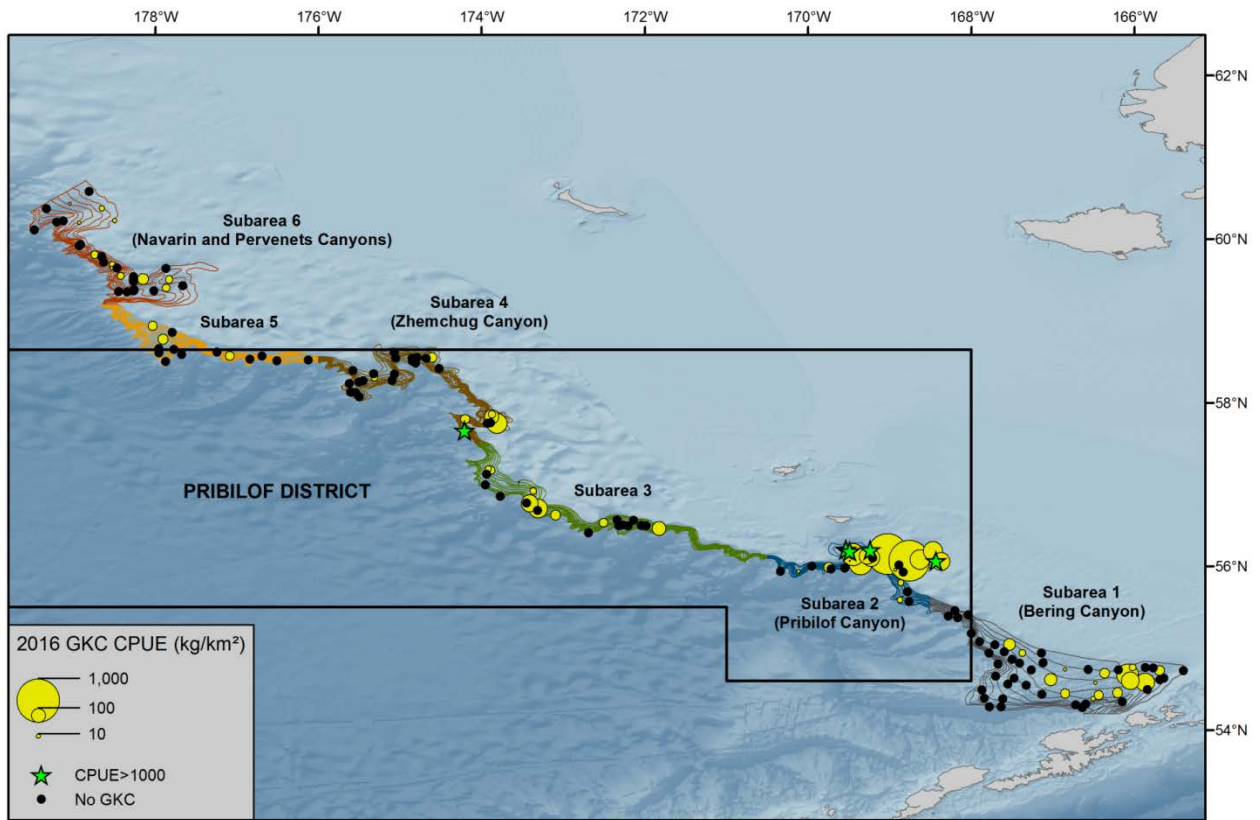 178°W 176°W 174°W 172°W 170°W 168°W 166°W
62°N
60°N
58°N
56°N
54°N
Subarea 6
(Navarin and Pervenets Canyons)
Subarea 5
Subarea 4
(Zhemchug Canyon)
PRIBILOF DISTRICT
Subarea 3
Subarea 2
(Pribilof Canyon)
Subarea 1
(Bering Canyon)
2016 GKC CPUE (kg/km²)
1,000
100
10
CPUE>1000
No GKC